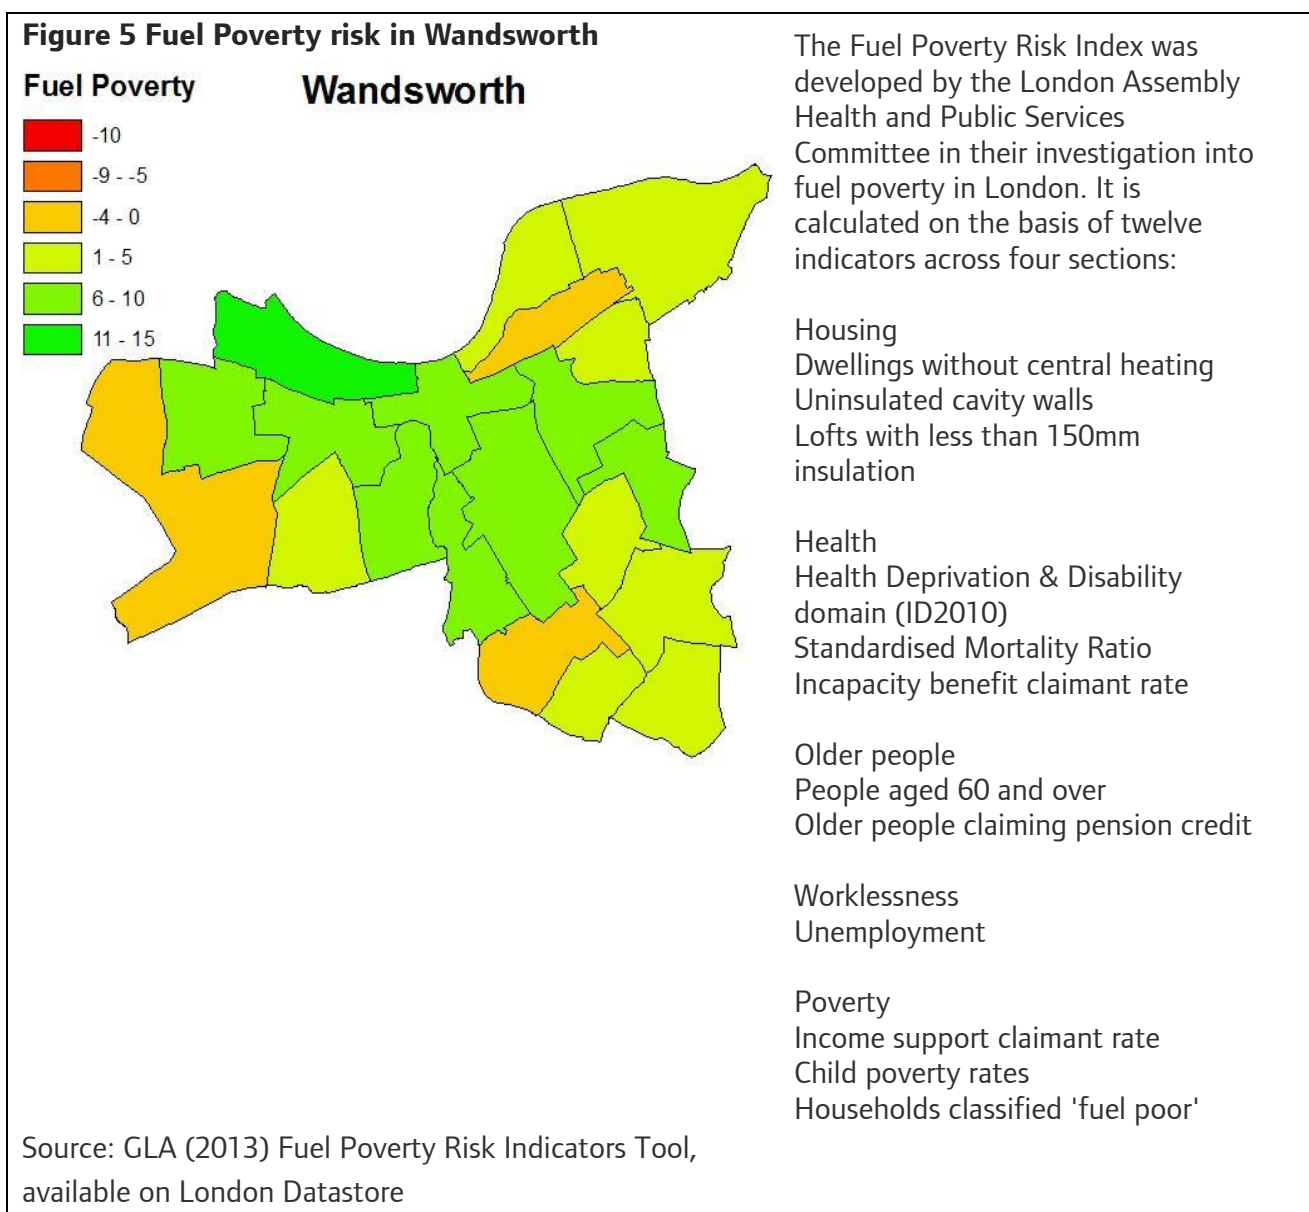 Figure 5 Fuel Poverty risk in Wandsworth
Fuel Poverty
Wandsworth
-10
-9 - -5
-4 - 0
1 - 5
6 - 10
11 - 15
The Fuel Poverty Risk Index was
developed by the London Assembly
Health and Public Services
Committee in their investigation into
fuel poverty in London. It is
calculated on the basis of twelve
indicators across four sections:
Housing
Dwellings without central heating
Uninsulated cavity walls
Lofts with less than 150mm
insulation
Health
Health Deprivation & Disability
domain (ID2010)
Standardised Mortality Ratio
Incapacity benefit claimant rate
Older people
People aged 60 and over
Older people claiming pension credit
Worklessness
Unemployment
Poverty
Income support claimant rate
Child poverty rates
Households classified 'fuel poor'
Source: GLA (2013) Fuel Poverty Risk Indicators Tool,
available on London Datastore